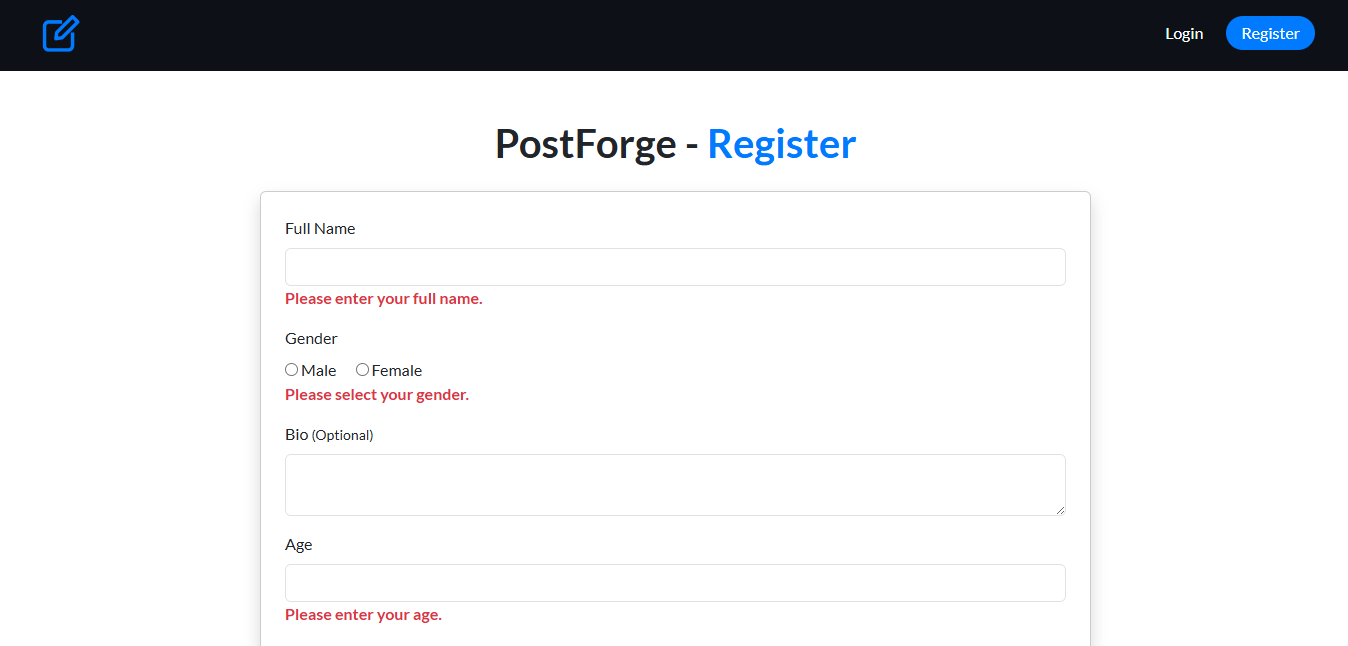 Login Register
PostForge - Register
Full Name
Please enter your full name.
Gender
Male Female
Please select your gender.
Bio (Optional)
Age
Please enter your age.